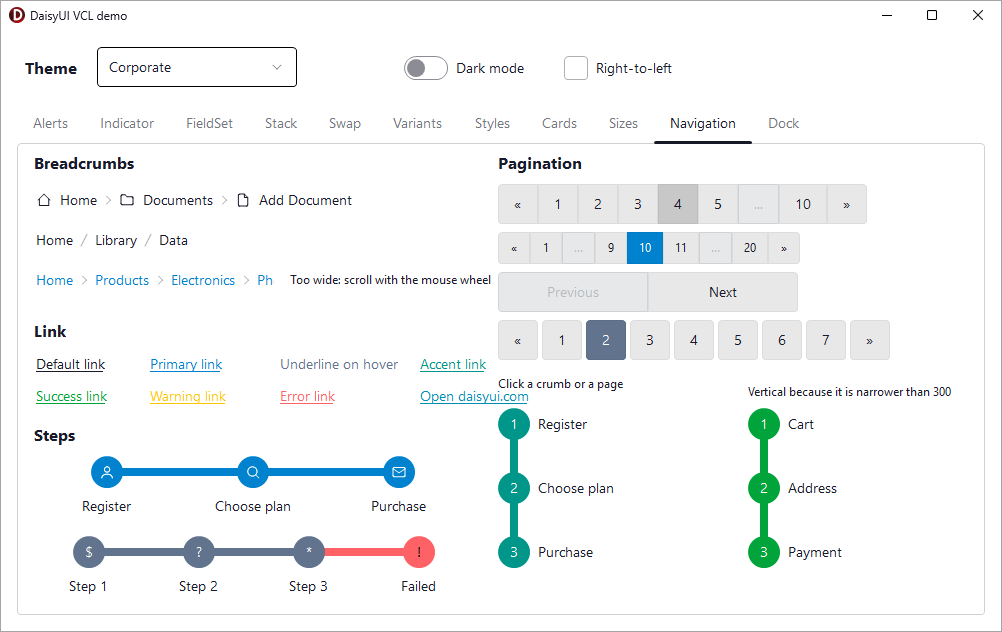 DaisyUI VCL demo
Theme
Corporate
Dark mode
Right-to-left
Alerts Indicator FieldSet Stack Swap Variants Styles Cards Sizes Navigation Dock
Breadcrumbs
Home Documents Add Document
Home / Library / Data
Home Products Electronics Ph
Too wide: scroll with the mouse wheel
Link
Default link Primary link Underline on hover Accent link
Success link Warning link Error link Open daisyui.com
Steps
Register Choose plan Purchase
$ ? * !
Step 1 Step 2 Step 3 Failed
Pagination
« 1 2 3 4 5 ... 10 »
« 1 ... 9 10 11 ... 20 »
Previous Next
« 1 2 3 4 5 6 7 »
Click a crumb or a page
1 Register
2 Choose plan
3 Purchase
Vertical because it is narrower than 300
1 Cart
2 Address
3 Payment